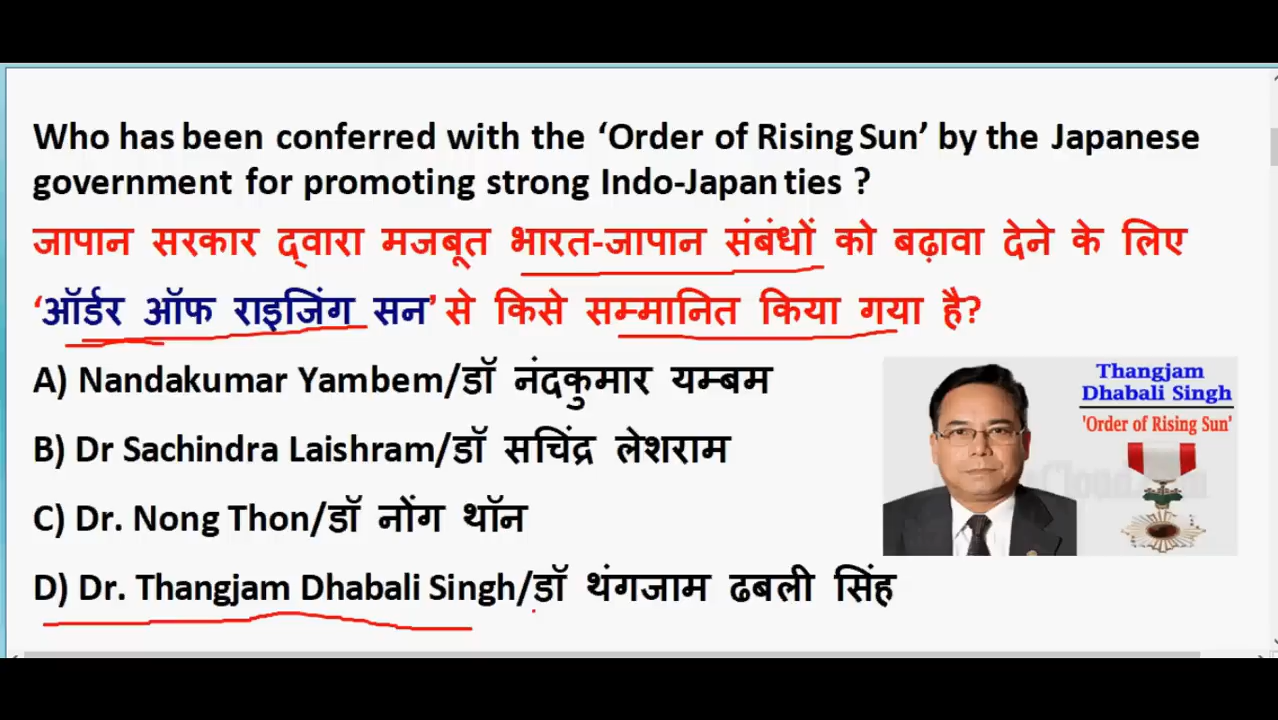 Who has been conferred with the ‘Order of Rising Sun’ by the Japanese
government for promoting strong Indo-Japan ties ?
जापान सरकार द्वारा मजबूत भारत-जापान संबंधों को बढ़ावा देने के लिए
‘ऑर्डर ऑफ राइजिंग सन’ से किसे सम्मानित किया गया है?
A) Nandakumar Yambem/डॉ नंदकुमार यम्बम
B) Dr Sachindra Laishram/डॉ सचिंद्र लेशराम
C) Dr. Nong Thon/डॉ नोंग थॉन
D) Dr. Thangjam Dhabali Singh/डॉ थंगजाम ढबली सिंह
Thangjam
Dhabali Singh
'Order of Rising Sun'